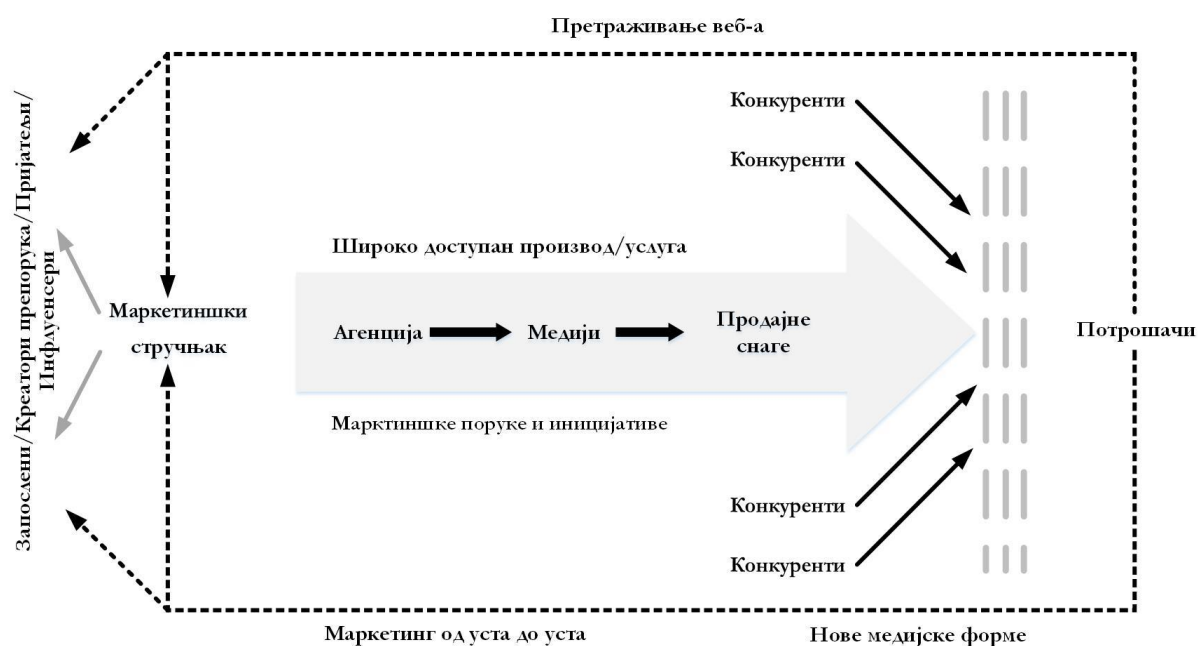 Претраживање веб-а
Конкуренти
Конкуренти
Запослени/Креатори препорука/Пријатељи/
Инфлуенсери
Широко доступан производ/услуга
Маркетиншки
стручњак
Агенција
Медији
Продајне
снаге
Потрошачи
Марктиншке поруке и иницијативе
Конкуренти
Конкуренти
Маркетинг од уста до уста
Нове медијске форме